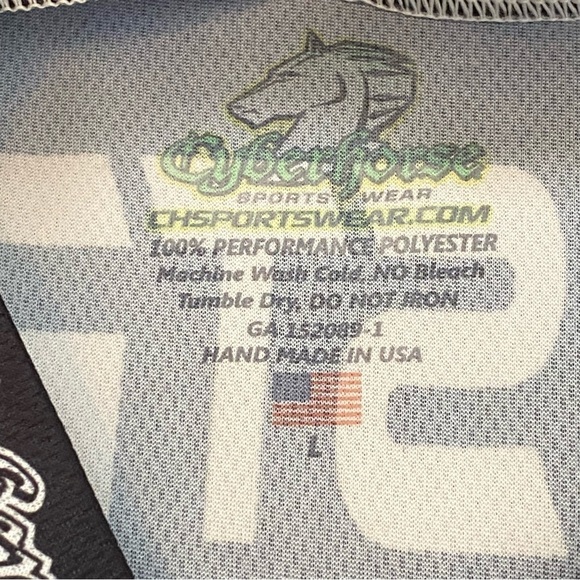 Cyberhorse
SPORTS WEAR
CHSPORTSWEAR.COM
100% PERFORMANCE POLYESTER
Machine Wash Cold, NO Bleach
Tumble Dry, DO NOT IRON
GA 152089-1
HAND MADE IN USA
L